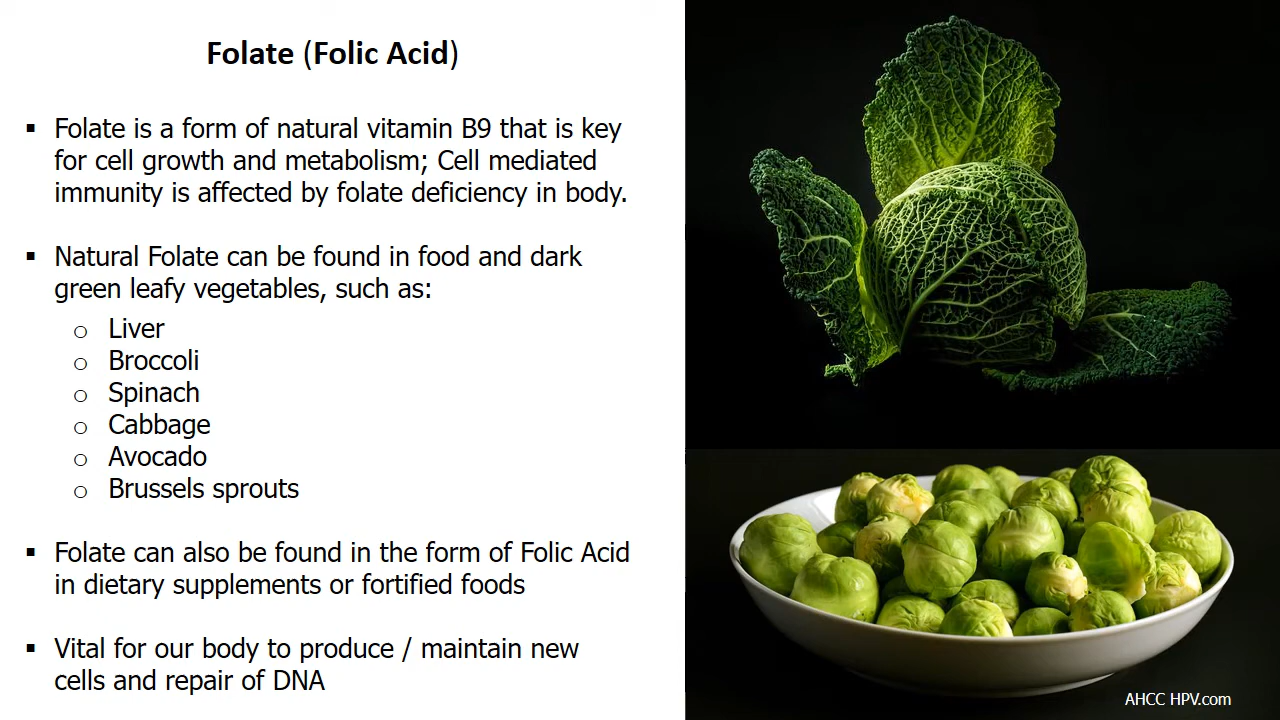 Folate (Folic Acid)
▪ Folate is a form of natural vitamin B9 that is key
for cell growth and metabolism; Cell mediated
immunity is affected by folate deficiency in body.
▪ Natural Folate can be found in food and dark
green leafy vegetables, such as:
o Liver
o Broccoli
o Spinach
o Cabbage
o Avocado
o Brussels sprouts
▪ Folate can also be found in the form of Folic Acid
in dietary supplements or fortified foods
▪ Vital for our body to produce / maintain new
cells and repair of DNA
AHCC HPV.com